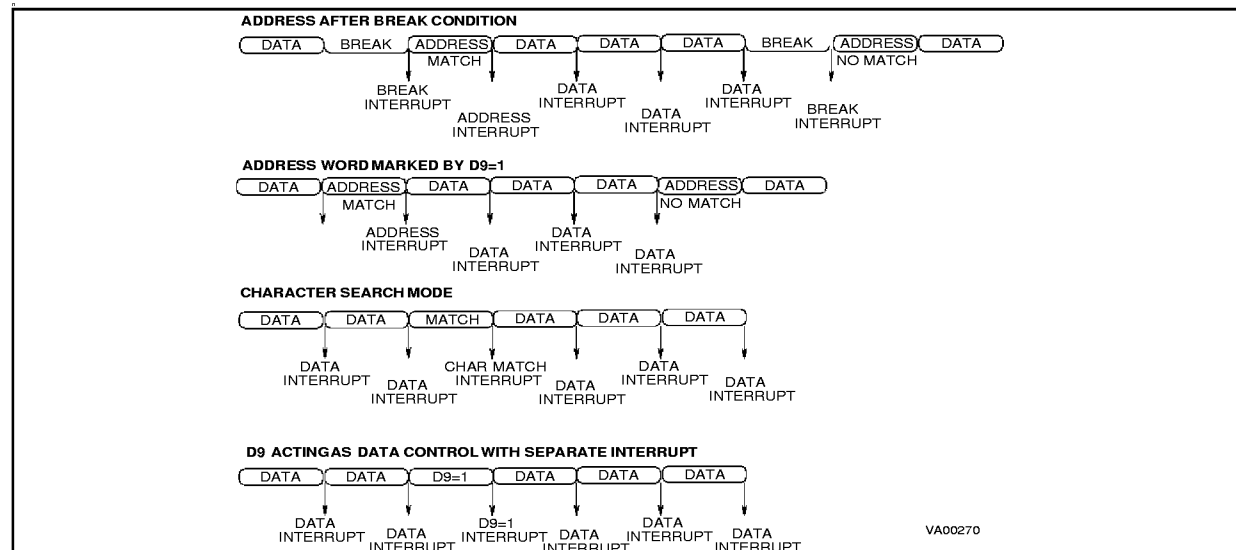 ADDRESS AFTER BREAK CONDITION
DATA BREAK ADDRESS DATA DATA DATA BREAK ADDRESS DATA
MATCH NO MATCH
BREAK INTERRUPT
ADDRESS INTERRUPT
DATA INTERRUPT
DATA INTERRUPT
DATA INTERRUPT
BREAK INTERRUPT
ADDRESS WORD MARKED BY D9=1
DATA ADDRESS DATA DATA DATA ADDRESS DATA
MATCH NO MATCH
ADDRESS INTERRUPT
DATA INTERRUPT
DATA INTERRUPT
DATA INTERRUPT
CHARACTER SEARCH MODE
DATA DATA MATCH DATA DATA DATA
DATA INTERRUPT
DATA INTERRUPT
CHAR MATCH INTERRUPT
DATA INTERRUPT
DATA INTERRUPT
DATA INTERRUPT
D9 ACTINGAS DATA CONTROL WITH SEPARATE INTERRUPT
DATA DATA D9=1 DATA DATA DATA
DATA INTERRUPT
DATA INTERRUPT
D9=1 INTERRUPT
DATA INTERRUPT
DATA INTERRUPT
DATA INTERRUPT
VA00270